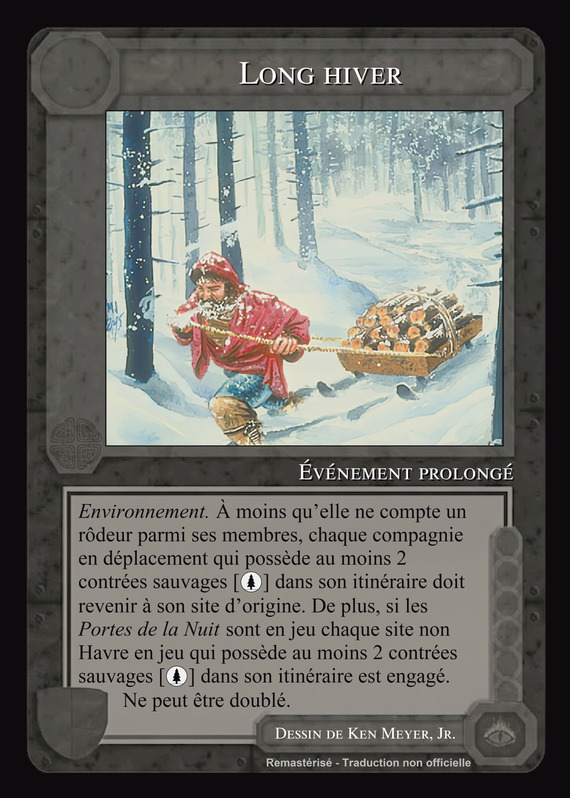 Long hiver
Événement prolongé
Environnement. À moins qu'elle ne compte un
rôdeur parmi ses membres, chaque compagnie
en déplacement qui possède au moins 2
contrées sauvages [] dans son itinéraire doit
revenir à son site d'origine. De plus, si les
Portes de la Nuit sont en jeu chaque site non
Havre en jeu qui possède au moins 2 contrées
sauvages [] dans son itinéraire est engagé.
Ne peut être doublé.
Dessin de Ken Meyer, Jr.
Remastérisé - Traduction non officielle